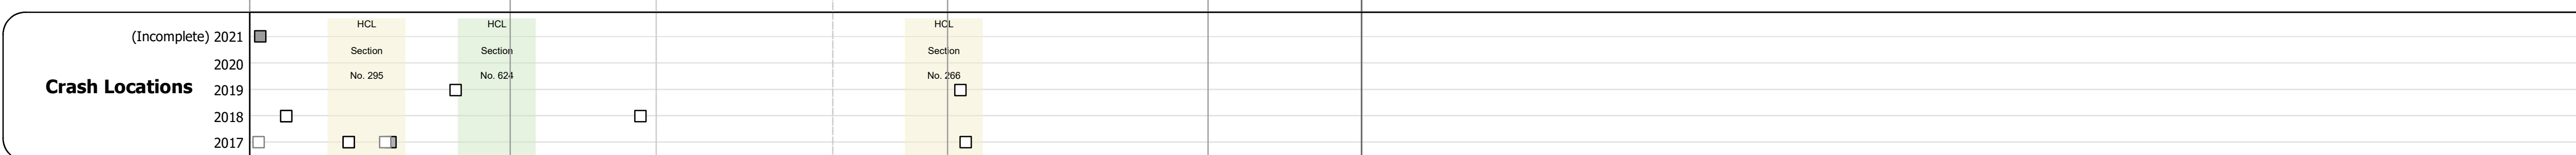 HCL
HCL
HCL
(Incomplete) 2021
Section
Section
Section
2020
No. 295
No. 624
No. 266
Crash Locations
2019
2018
2017